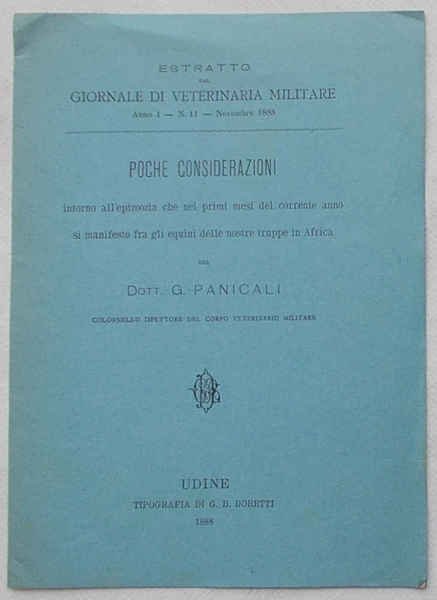 ESTRATTO
DAL
GIORNALE DI VETERINARIA MILITARE
Anno I — N. 11 — Novembre 1888
POCHE CONSIDERAZIONI
intorno all'epizoozia che nei primi mesi del corrente anno
si manifestò fra gli equini delle nostre truppe in Africa
DEL
DOTT. G. PANICALI
COLONNELLO ISPETTORE DEL CORPO VETERINARIO MILITARE
UDINE
TIPOGRAFIA DI G. B. DORETTI
1888